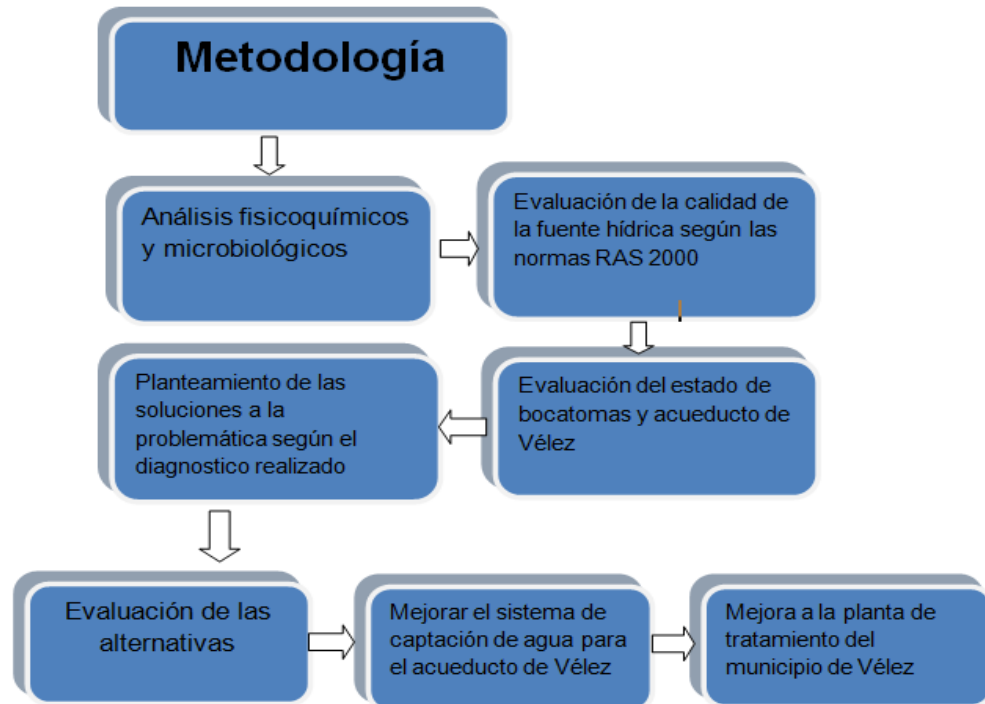 Metodología
Análisis fisicoquímicos
y microbiológicos
Evaluación de la calidad de
la fuente hídrica según las
normas RAS 2000
Evaluación del estado de
bocatomas y acueducto de
Vélez
Planteamiento de las
soluciones a la
problemática según el
diagnostico realizado
Evaluación de las
alternativas
Mejorar el sistema de
captación de agua para
el acueducto de Vélez
Mejora a la planta de
tratamiento del
municipio de Vélez